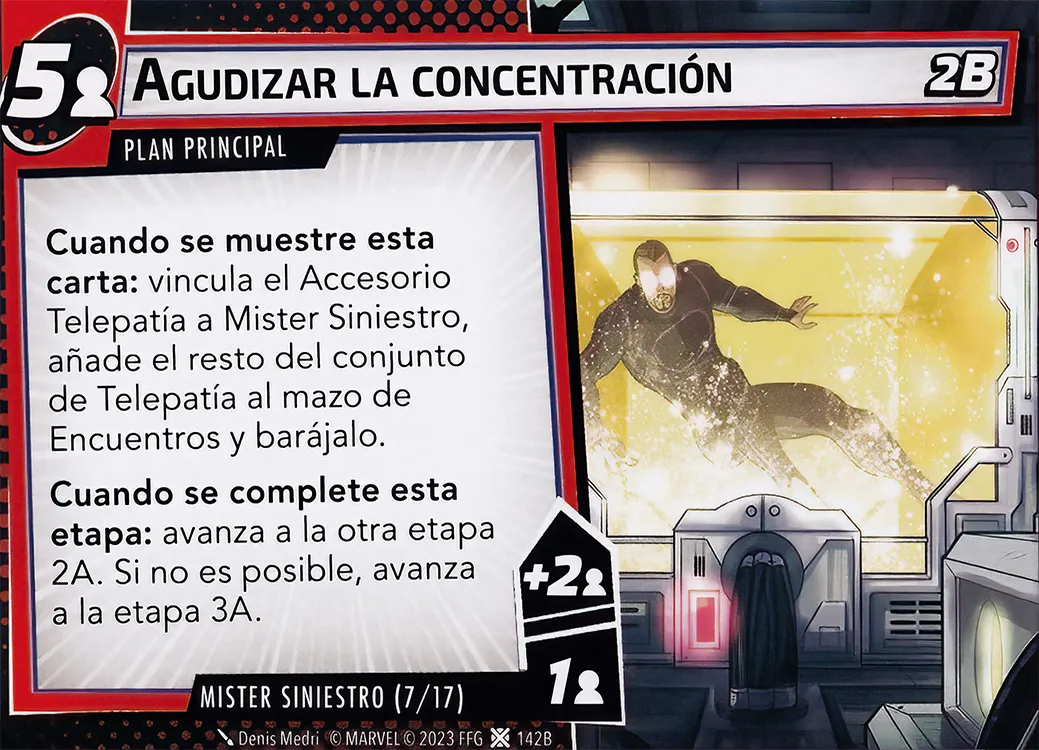 5
AGUDIZAR LA CONCENTRACIÓN
2B
PLAN PRINCIPAL
Cuando se muestre esta
carta: vincula el Accesorio
Telepatía a Mister Siniestro,
añade el resto del conjunto
de Telepatía al mazo de
Encuentros y barájalo.
Cuando se complete esta
etapa: avanza a la otra etapa
2A. Si no es posible, avanza
a la etapa 3A.
+2
1
MISTER SINIESTRO (7/17)
Denis Medri © MARVEL © 2023 FFG 142B